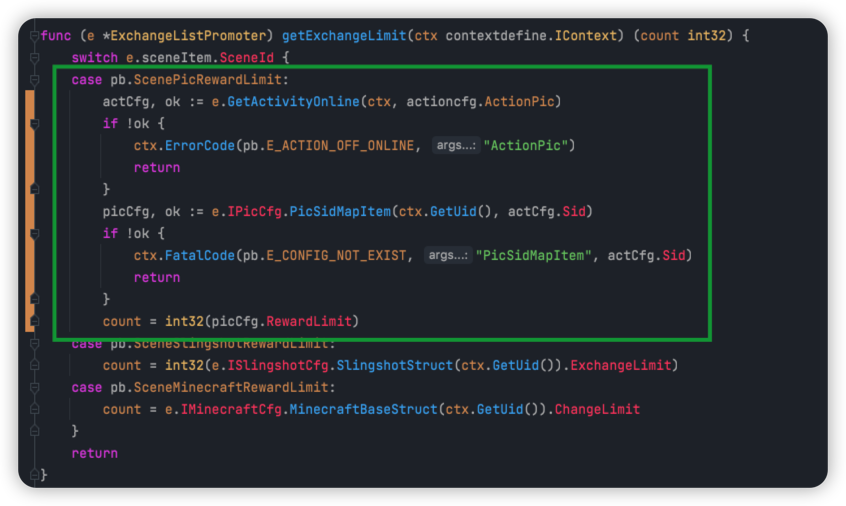 func (e *ExchangeListPromoter) getExchangeLimit(ctx contextdefine.IContext) (count int32) {
    switch e.sceneItem.SceneId {
    case pb.ScenePicRewardLimit:
        actCfg, ok := e.GetActivityOnline(ctx, actioncfg.ActionPic)
        if !ok {
            ctx.ErrorCode(pb.E_ACTION_OFF_ONLINE, args...: "ActionPic")
            return
        }
        picCfg, ok := e.IPicCfg.PicSidMapItem(ctx.GetUid(), actCfg.Sid)
        if !ok {
            ctx.FatalCode(pb.E_CONFIG_NOT_EXIST, args...: "PicSidMapItem", actCfg.Sid)
            return
        }
        count = int32(picCfg.RewardLimit)
    case pb.SceneSlingshotRewardLimit:
        count = int32(e.ISlingshotCfg.SlingshotStruct(ctx.GetUid()).ExchangeLimit)
    case pb.SceneMinecraftRewardLimit:
        count = e.IMinecraftCfg.MinecraftBaseStruct(ctx.GetUid()).ChangeLimit
    }
    return
}